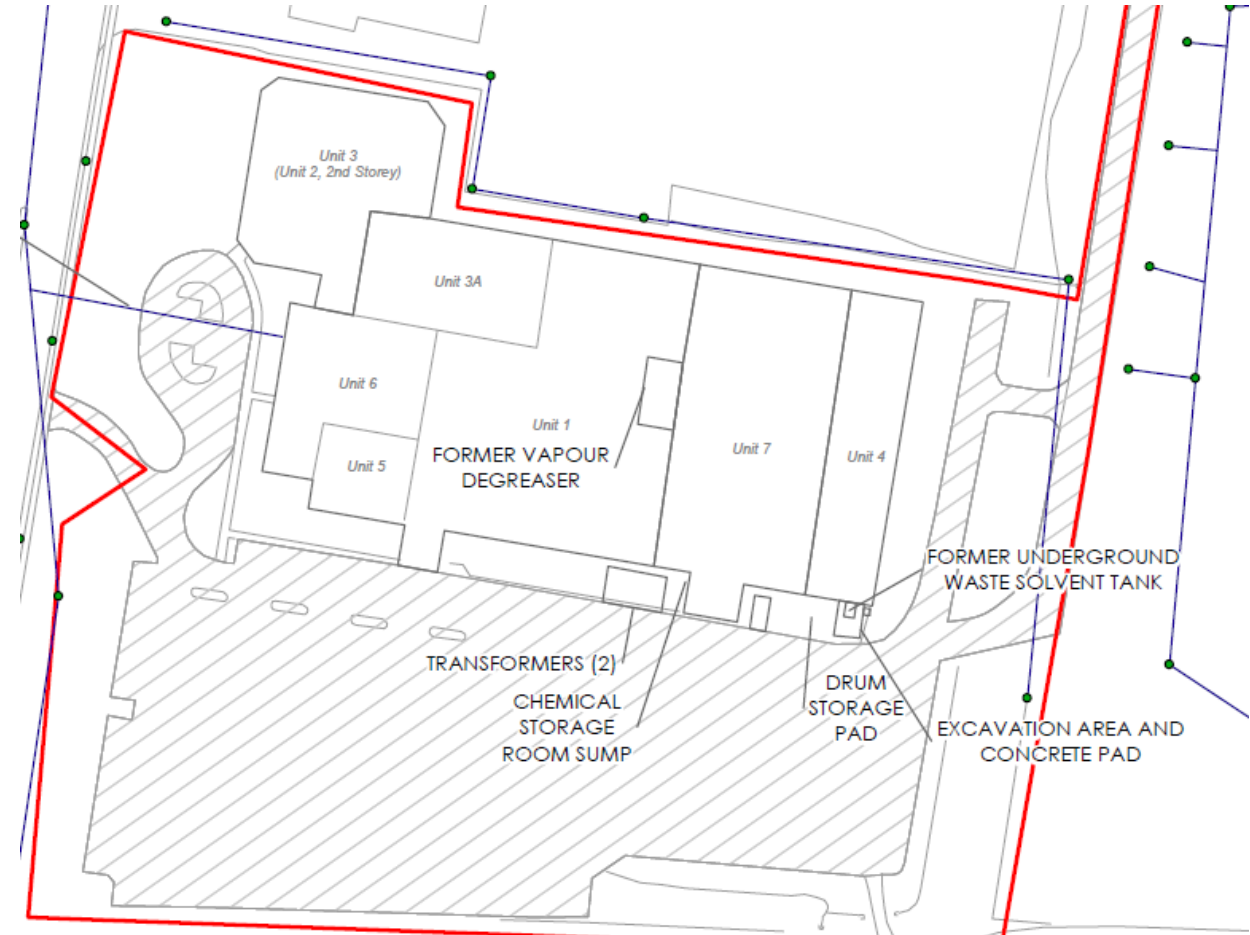 Unit 3
(Unit 2, 2nd Storey)
Unit 3A
Unit 6
Unit 1
Unit 5
FORMER VAPOUR
DEGREASER
Unit 7
Unit 4
FORMER UNDERGROUND
WASTE SOLVENT TANK
TRANSFORMERS (2)
CHEMICAL
STORAGE
ROOM SUMP
DRUM
STORAGE
PAD
EXCAVATION AREA AND
CONCRETE PAD